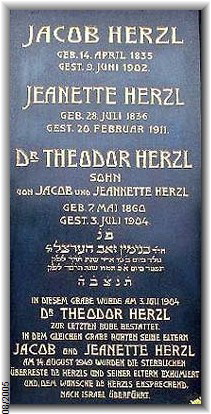 JACOB HERZL
GEB. 14. APRIL 1835
GEST. 9. JUNI 1902.
JEANETTE HERZL
GEB. 28. JULI 1836
GEST. 20 FEBRUAR 1911.
DR THEODOR HERZL
SOHN
VON JACOB UND JEANNETTE HERZL
GEB. 7. MAI 1860
GEST. 3. JULI 1904.
פ נ
בנימין זאב הערצל
ת נ צ ב ה
IN DIESEM GRABE WURDE AM 3. JULI 1904
DR THEODOR HERZL
ZUR LETZTEN RUHE BESTATTET.
IN DEM GLEICHEN GRABE RUHTEN SEINE ELTERN
JACOB UND JEANETTE HERZL
AM 14. AUGUST 1949 WURDEN DIE STERBLICHEN
ÜBERRESTE DR HERZLS UND SEINER ELTERN EXHUMIERT
UND, DEM WUNSCHE DR HERZLS ENTSPRECHEND,
NACH ISRAEL ÜBERFÜHRT.
08/2005